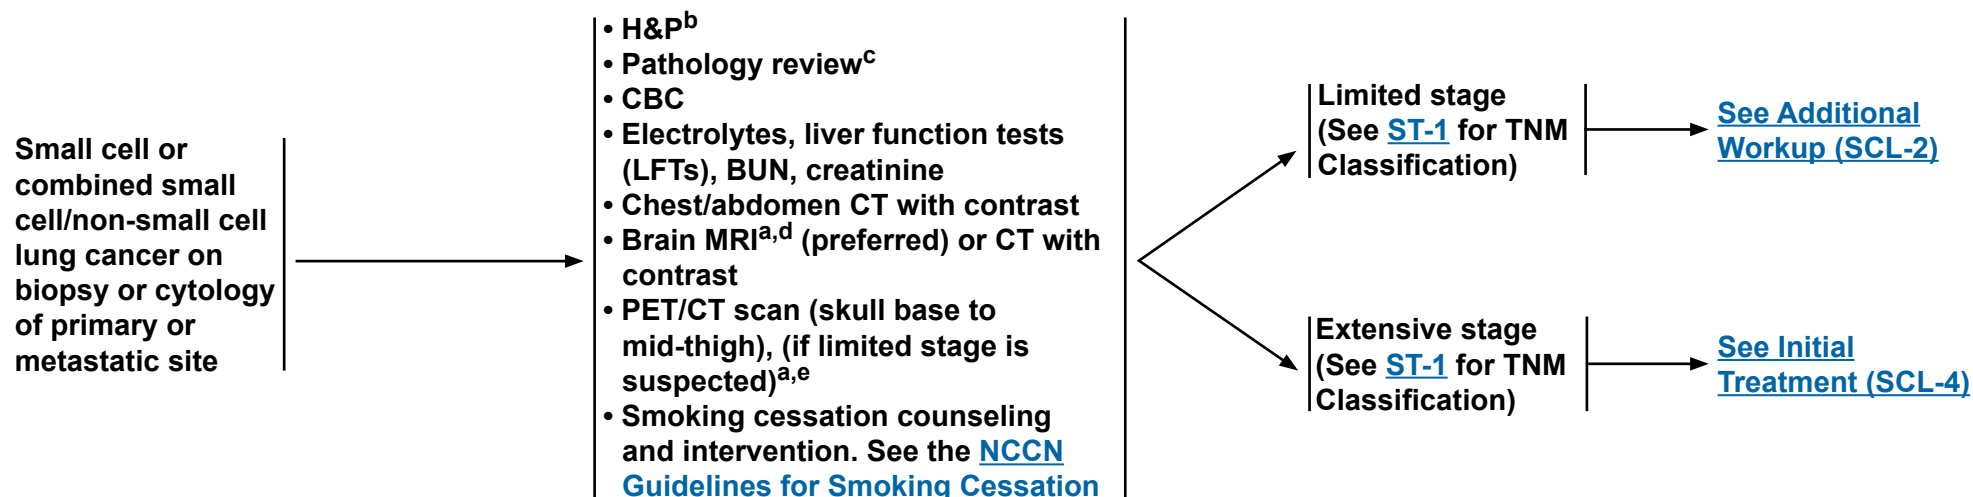 Small cell or
combined small
cell/non-small cell
lung cancer on
biopsy or cytology
of primary or
metastatic site
• H&Pb
• Pathology reviewc
• CBC
• Electrolytes, liver function tests
(LFTs), BUN, creatinine
• Chest/abdomen CT with contrast
• Brain MRIa,d (preferred) or CT with
contrast
• PET/CT scan (skull base to
mid-thigh), (if limited stage is
suspected)a,e
• Smoking cessation counseling
and intervention. See the NCCN
Guidelines for Smoking Cessation
Limited stage
(See ST-1 for TNM
Classification)
See Additional
Workup (SCL-2)
Extensive stage
(See ST-1 for TNM
Classification)
See Initial
Treatment (SCL-4)